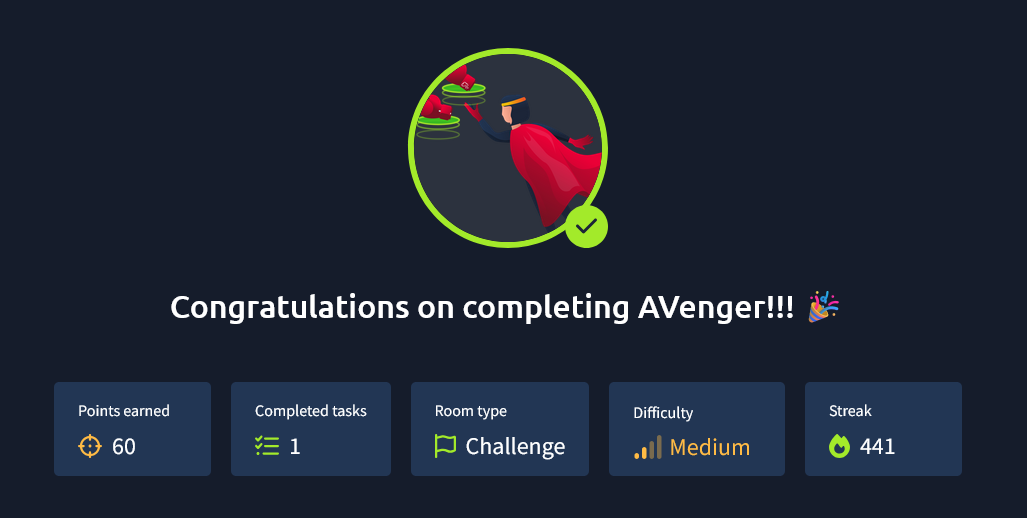 Congratulations on completing AVenger!!! 🎉
Points earned
60
Completed tasks
1
Room type
Challenge
Difficulty
Medium
Streak
441